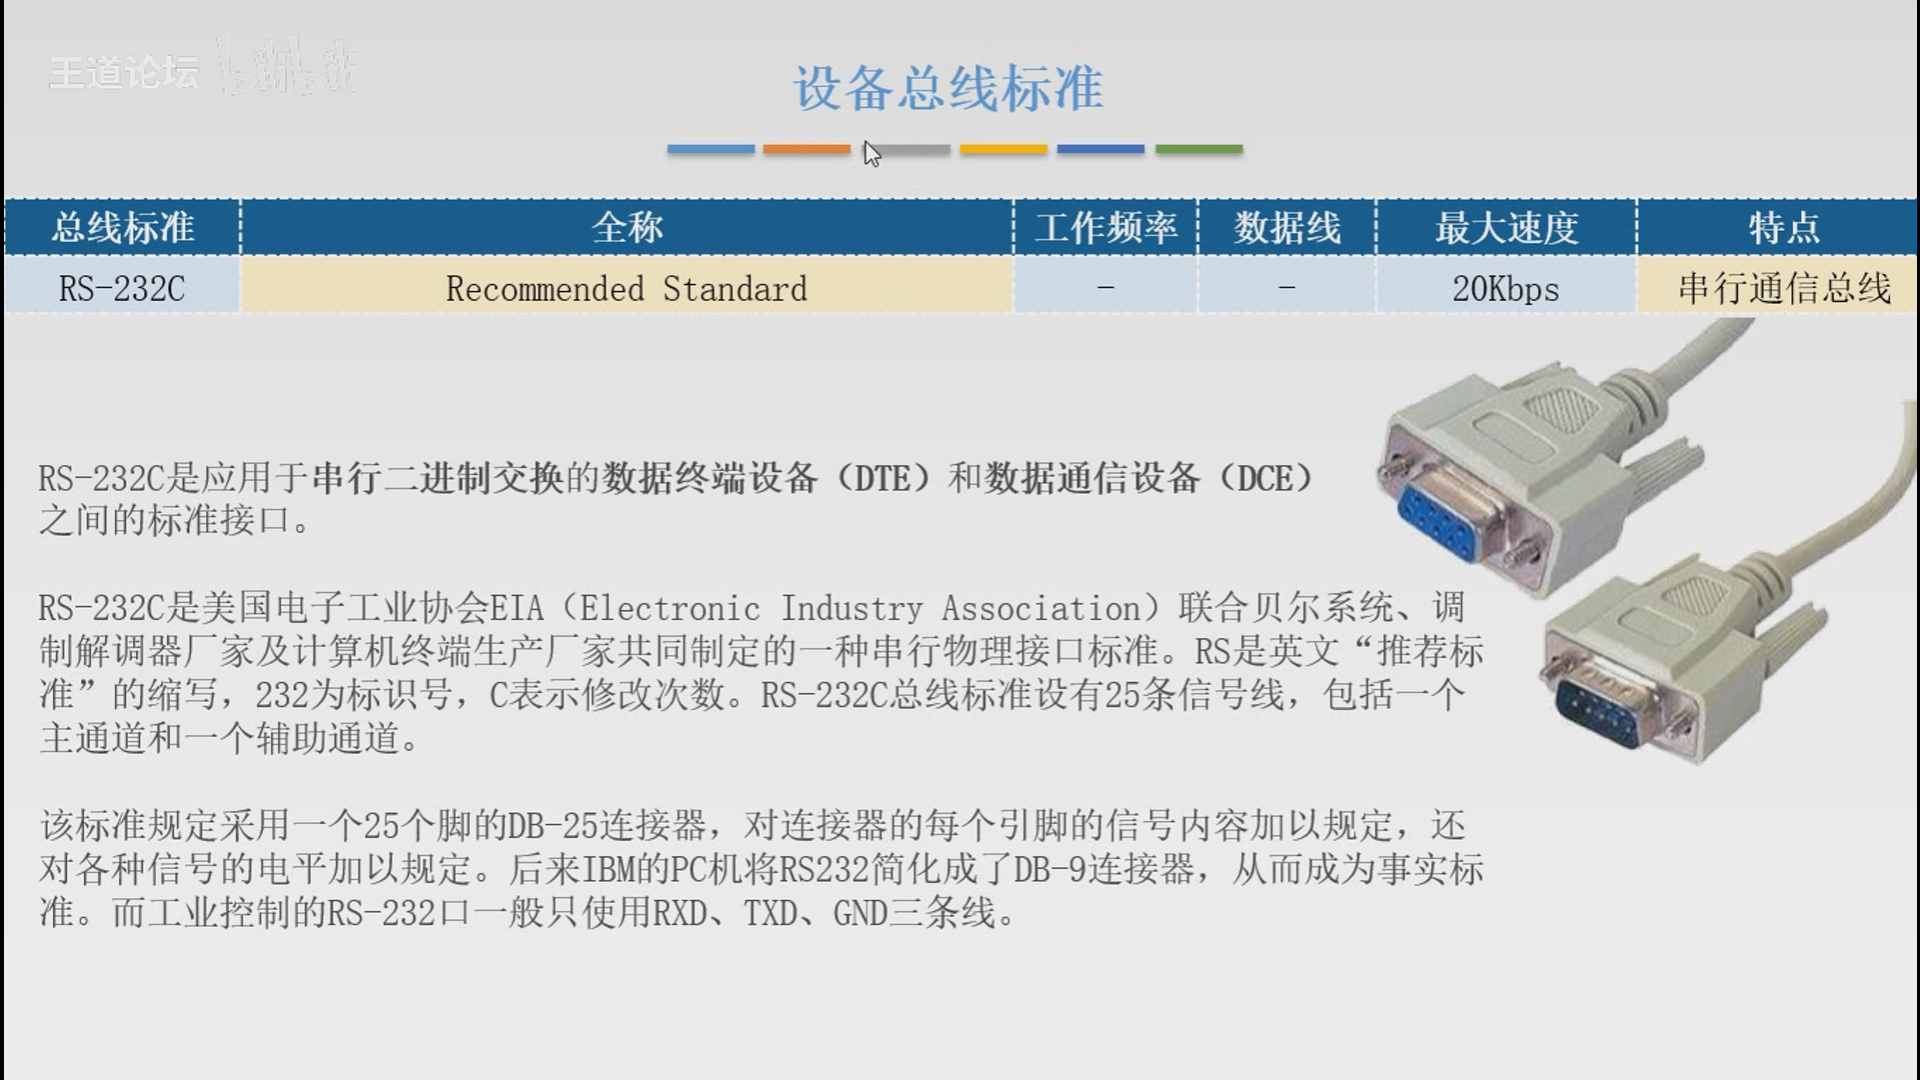 王道论坛 bilibili
设备总线标准
总线标准 全称 工作频率 数据线 最大速度 特点
RS-232C Recommended Standard - - 20Kbps 串行通信总线
RS-232C是应用于串行二进制交换的数据终端设备（DTE）和数据通信设备（DCE）
之间的标准接口。
RS-232C是美国电子工业协会EIA（Electronic Industry Association）联合贝尔系统、调
制解调器厂家及计算机终端生产厂家共同制定的一种串行物理接口标准。RS是英文“推荐标
准”的缩写，232为标识号，C表示修改次数。RS-232C总线标准设有25条信号线，包括一个
主通道和一个辅助通道。
该标准规定采用一个25个脚的DB-25连接器，对连接器的每个引脚的信号内容加以规定，还
对各种信号的电平加以规定。后来IBM的PC机将RS232简化成了DB-9连接器，从而成为事实标
准。而工业控制的RS-232口一般只使用RXD、TXD、GND三条线。